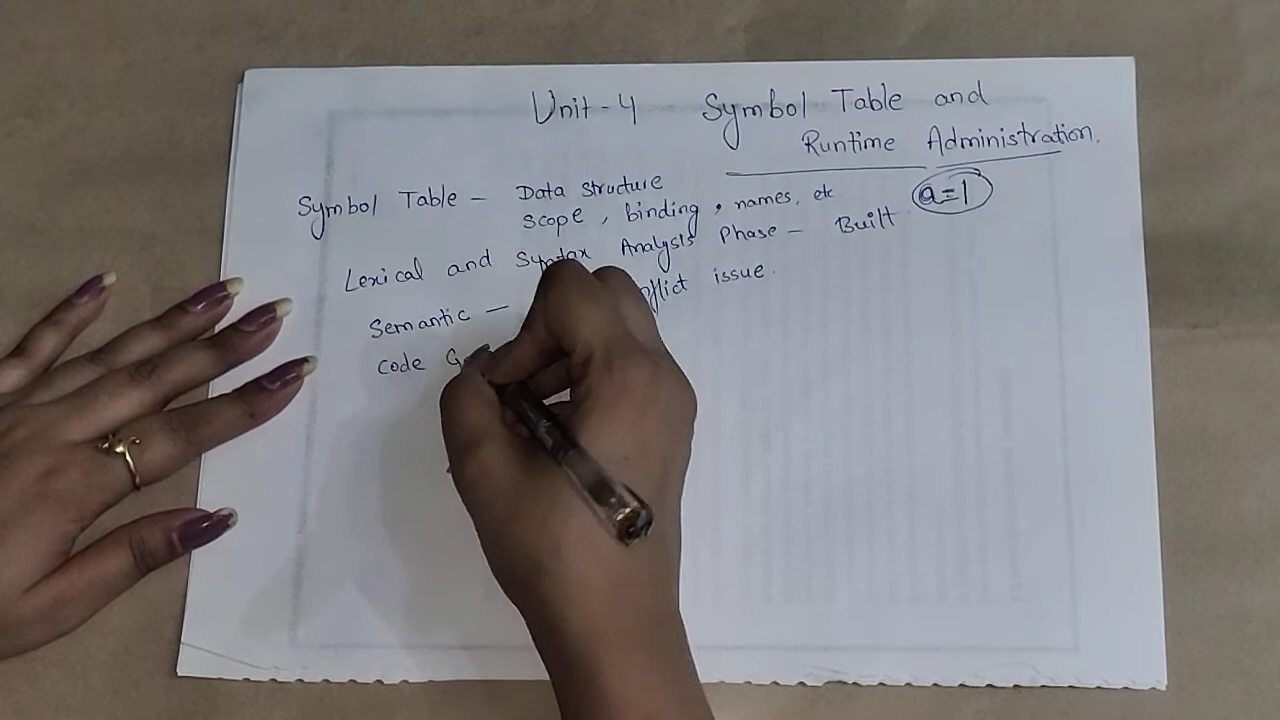 Unit - 4 Symbol Table and
Runtime Administration.
Symbol Table - Data Structure
scope, binding, names, etc
a=1
Lexical and Syntax Analysis Phase - Built
Semantic - issue.
code